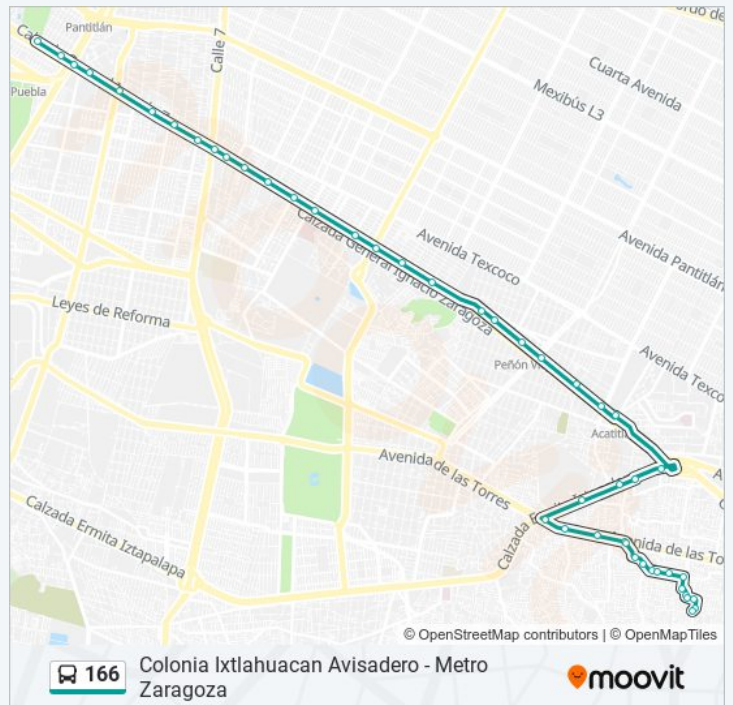 Pantitlán
Calle 7
Puebla
Cuarta Avenida
Mexibús L3
Calzada General Ignacio Zaragoza
Avenida Texcoco
Avenida Pantitlán
Leyes de Reforma
Peñón V
Avenida Texco
Acatitl
Avenida de las Torres
Calzada Ermita Iztapalapa
Calzada E
nida de las To
© OpenStreetMap contributors | © OpenMapTiles
166 Colonia Ixtlahuacan Avisadero - Metro
Zaragoza
moovit